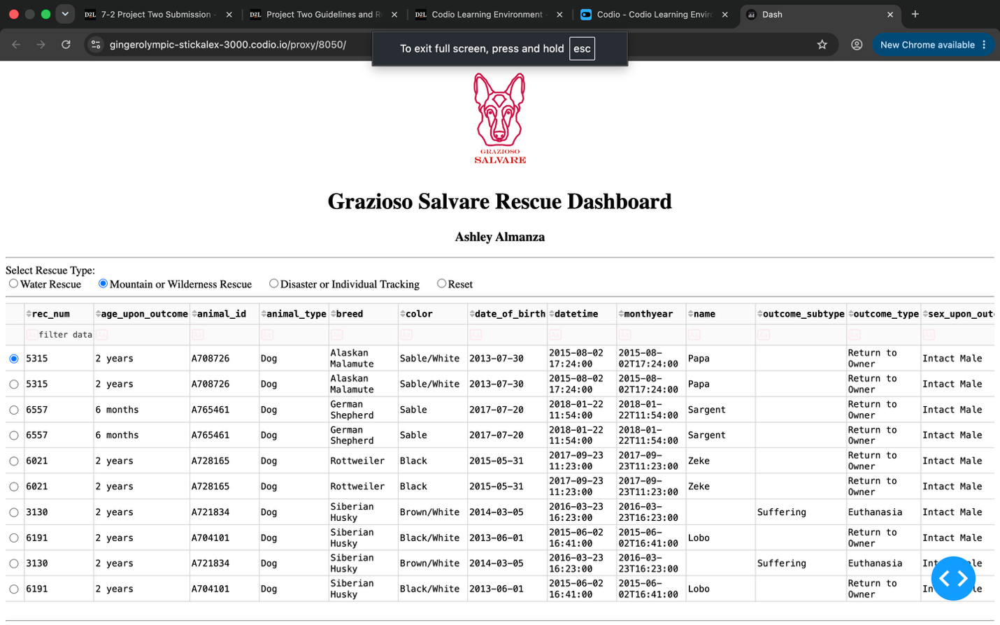 7-2 Project Two Submission -
Project Two Guidelines and R
Codio Learning Environment -
Codio - Codio Learning Enviro
Dash
gingerolympic-stickalex-3000.codio.io/proxy/8050/
To exit full screen, press and hold esc
New Chrome available
GRAZIOSO
SALVARE
Grazioso Salvare Rescue Dashboard
Ashley Almanza
Select Rescue Type:
Water Rescue Mountain or Wilderness Rescue Disaster or Individual Tracking Reset
rec_num age_upon_outcome animal_id animal_type breed color date_of_birth datetime monthyear name outcome_subtype outcome_type sex_upon_out
filter data
5315 2 years A708726 Dog Alaskan Malamute Sable/White 2013-07-30 2015-08-02 17:24:00 2015-08-02T17:24:00 Papa Return to Owner Intact Male
5315 2 years A708726 Dog Alaskan Malamute Sable/White 2013-07-30 2015-08-02 17:24:00 2015-08-02T17:24:00 Papa Return to Owner Intact Male
6557 6 months A765461 Dog German Shepherd Sable 2017-07-20 2018-01-22 11:54:00 2018-01-22T11:54:00 Sargent Return to Owner Intact Male
6557 6 months A765461 Dog German Shepherd Sable 2017-07-20 2018-01-22 11:54:00 2018-01-22T11:54:00 Sargent Return to Owner Intact Male
6021 2 years A728165 Dog Rottweiler Black 2015-05-31 2017-09-23 11:23:00 2017-09-23T11:23:00 Zeke Return to Owner Intact Male
6021 2 years A728165 Dog Rottweiler Black 2015-05-31 2017-09-23 11:23:00 2017-09-23T11:23:00 Zeke Return to Owner Intact Male
3130 2 years A721834 Dog Siberian Husky Brown/White 2014-03-05 2016-03-23 16:23:00 2016-03-23T16:23:00 Suffering Euthanasia Intact Male
6191 2 years A704101 Dog Siberian Husky Black/White 2013-06-01 2015-06-02 16:41:00 2015-06-02T16:41:00 Lobo Return to Owner Intact Male
3130 2 years A721834 Dog Siberian Husky Brown/White 2014-03-05 2016-03-23 16:23:00 2016-03-23T16:23:00 Suffering Euthanasia
6191 2 years A704101 Dog Siberian Husky Black/White 2013-06-01 2015-06-02 16:41:00 2015-06-02T16:41:00 Lobo Return to Owner